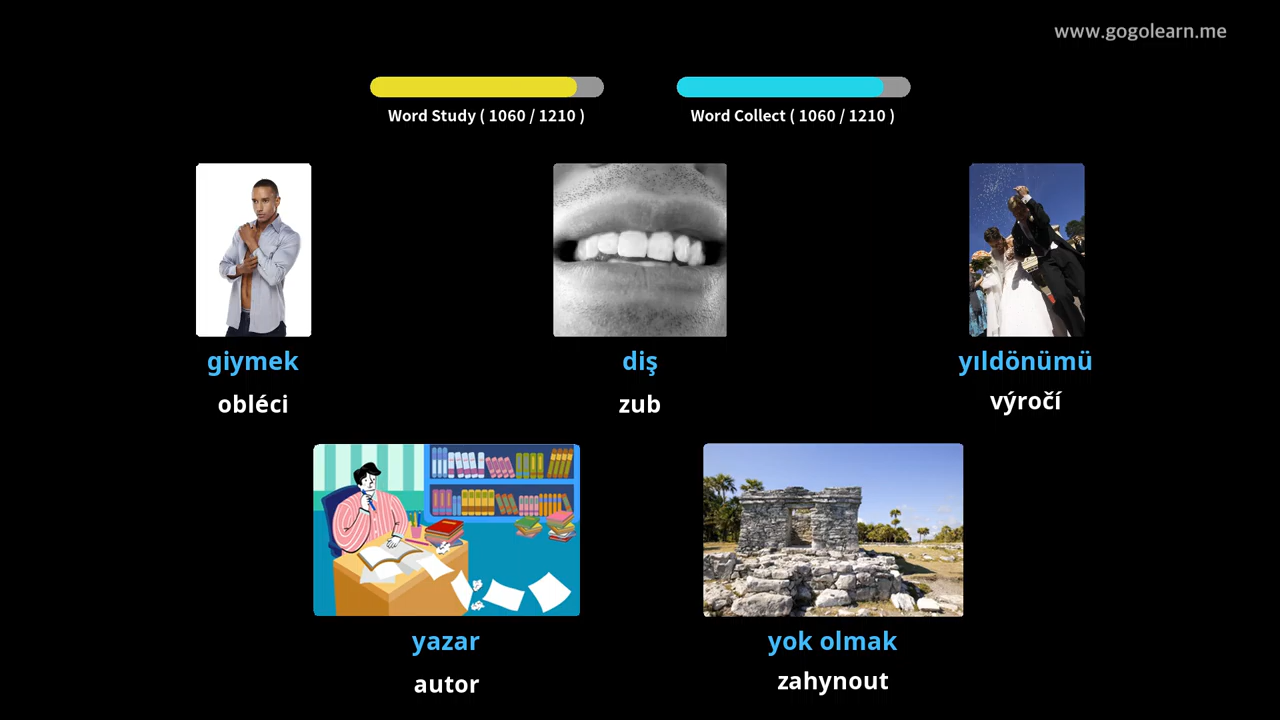 www.gogolearn.me
Word Study ( 1060 / 1210 )
Word Collect ( 1060 / 1210 )
giymek
obléci
diş
zub
yıldönümü
výročí
yazar
autor
yok olmak
zahynout